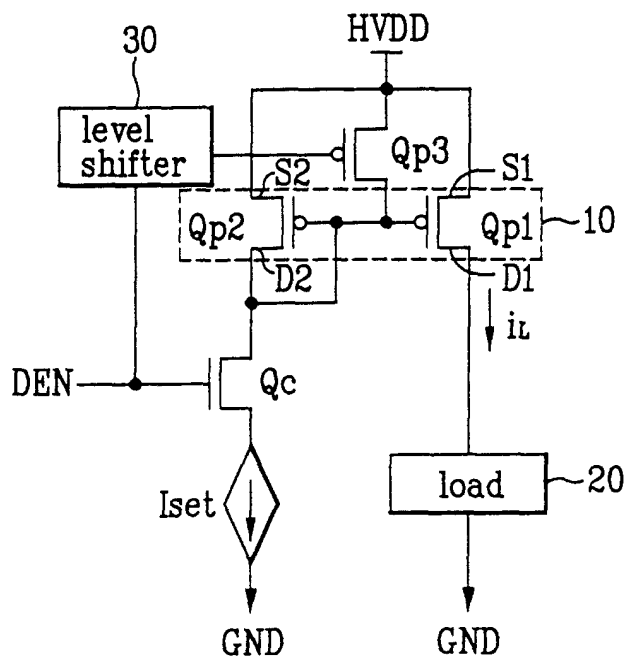 HVDD
30
level
shifter
Qp3
S2
S1
Qp2
Qp1
10
D2
D1
iL
DEN
Qc
Iset
load
20
GND
GND